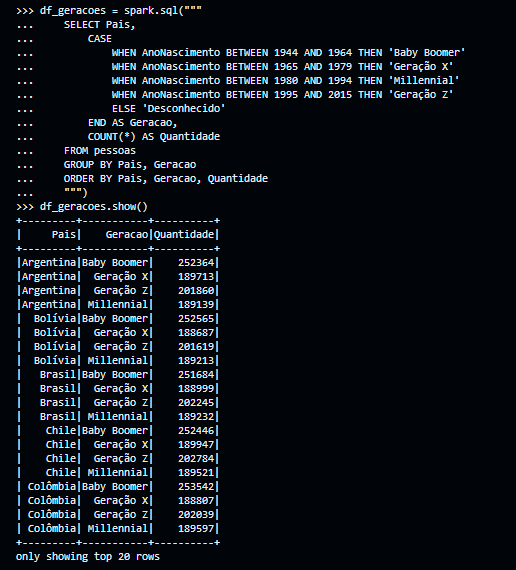 >>> df_geracoes = spark.sql("""
...     SELECT Pais,
...         CASE
...             WHEN AnoNascimento BETWEEN 1944 AND 1964 THEN 'Baby Boomer'
...             WHEN AnoNascimento BETWEEN 1965 AND 1979 THEN 'Geração X'
...             WHEN AnoNascimento BETWEEN 1980 AND 1994 THEN 'Millennial'
...             WHEN AnoNascimento BETWEEN 1995 AND 2015 THEN 'Geração Z'
...             ELSE 'Desconhecido'
...         END AS Geracao,
...         COUNT(*) AS Quantidade
...     FROM pessoas
...     GROUP BY Pais, Geracao
...     ORDER BY Pais, Geracao, Quantidade
...     """)
>>> df_geracoes.show()
+---------+-----------+----------+
|     Pais|    Geracao|Quantidade|
+---------+-----------+----------+
|Argentina|Baby Boomer|    252364|
|Argentina|  Geração X|    189713|
|Argentina|  Geração Z|    201860|
|Argentina| Millennial|    189139|
|  Bolívia|Baby Boomer|    252565|
|  Bolívia|  Geração X|    188687|
|  Bolívia|  Geração Z|    201619|
|  Bolívia| Millennial|    189213|
|   Brasil|Baby Boomer|    251684|
|   Brasil|  Geração X|    188999|
|   Brasil|  Geração Z|    202245|
|   Brasil| Millennial|    189232|
|    Chile|Baby Boomer|    252446|
|    Chile|  Geração X|    189947|
|    Chile|  Geração Z|    202784|
|    Chile| Millennial|    189521|
| Colômbia|Baby Boomer|    253542|
| Colômbia|  Geração X|    188807|
| Colômbia|  Geração Z|    202039|
| Colômbia| Millennial|    189597|
+---------+-----------+----------+
only showing top 20 rows